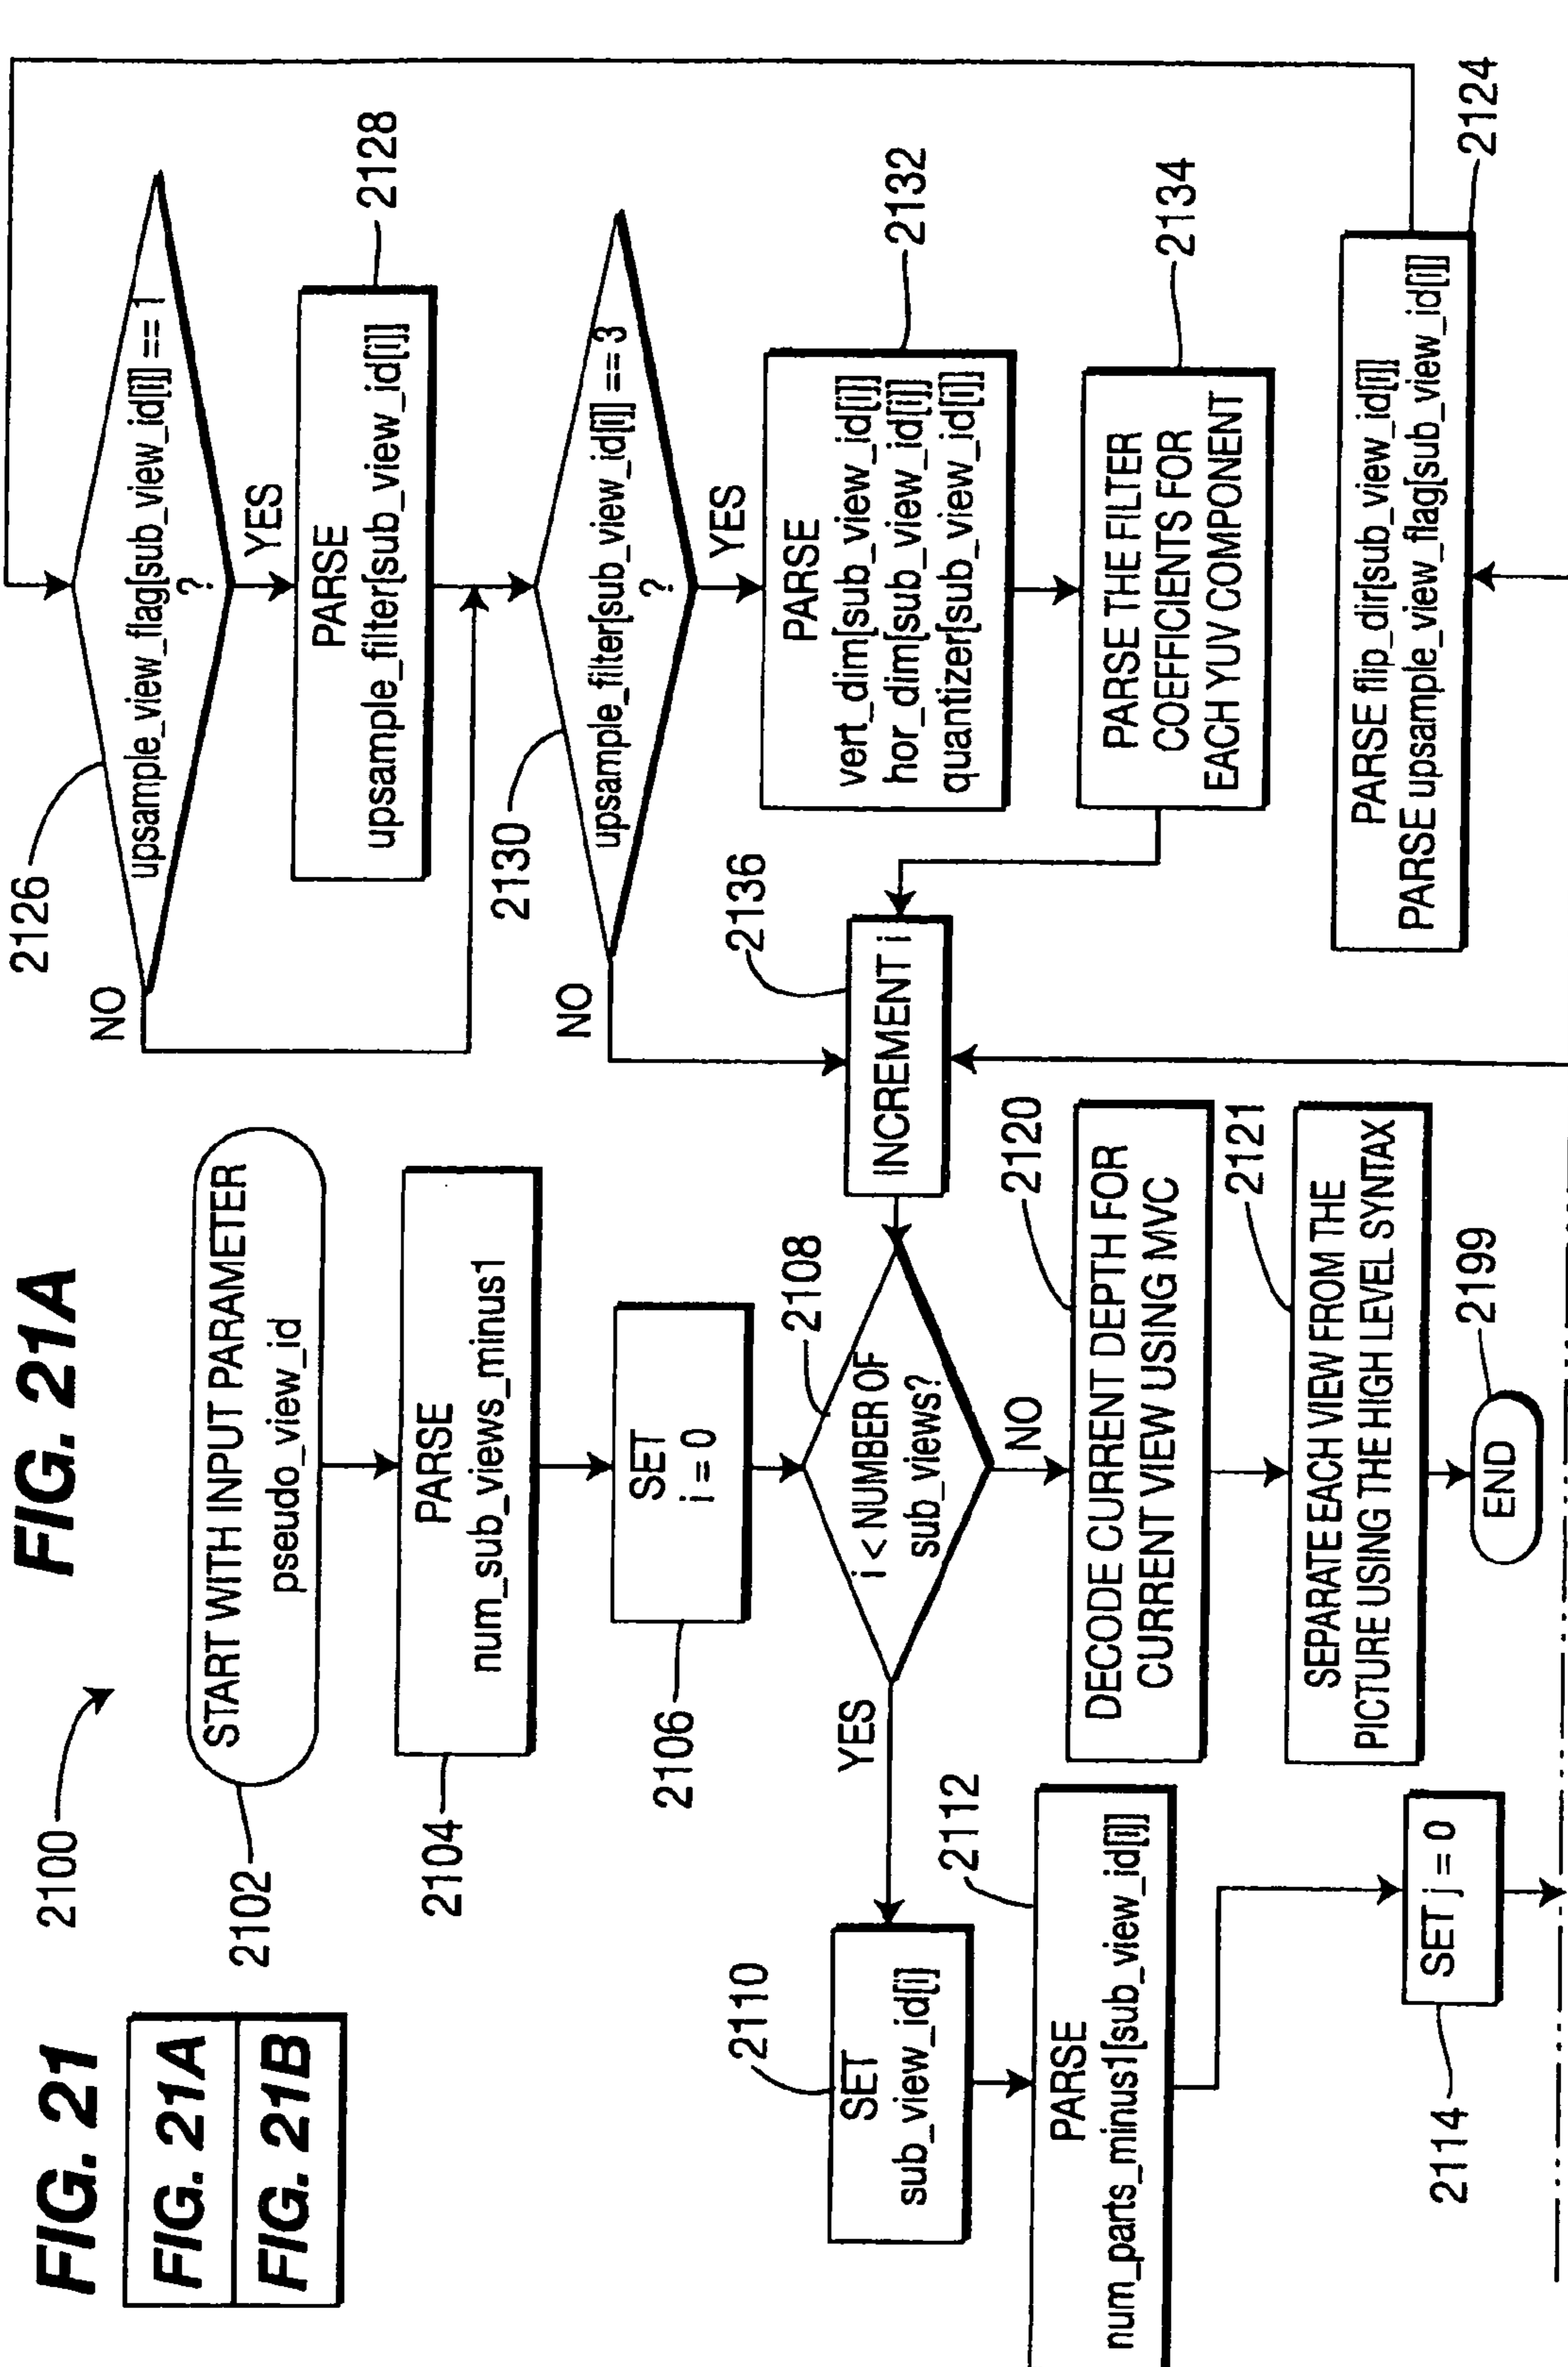 FIG. 21
FIG. 21A
FIG. 21B
FIG. 21A
2100
2102
START WITH INPUT PARAMETER
pseudo_view_id
2104
PARSE
num_sub_views_minus1
2106
SET
i = 0
2108
i < NUMBER OF
sub_views?
YES
NO
2110
SET
sub_view_id[i]
2112
PARSE
num_parts_minus1[sub_view_id[i]]
2114
SET j = 0
2120
DECODE CURRENT DEPTH FOR
CURRENT VIEW USING MVC
2121
SEPARATE EACH VIEW FROM THE
PICTURE USING THE HIGH LEVEL SYNTAX
2199
END
2126
upsample_view_flag[sub_view_id[i]] == 1
?
NO
YES
2128
PARSE
upsample_filter[sub_view_id[i]]
2130
upsample_filter[sub_view_id[i]] == 3
?
NO
YES
2132
PARSE
vert_dim[sub_view_id[i]]
hor_dim[sub_view_id[i]]
quantizer[sub_view_id[i]]
2134
PARSE THE FILTER
COEFFICIENTS FOR
EACH YUV COMPONENT
2136
INCREMENT i
2124
PARSE flip_dir[sub_view_id[i]]
PARSE upsample_view_flag[sub_view_id[i]]